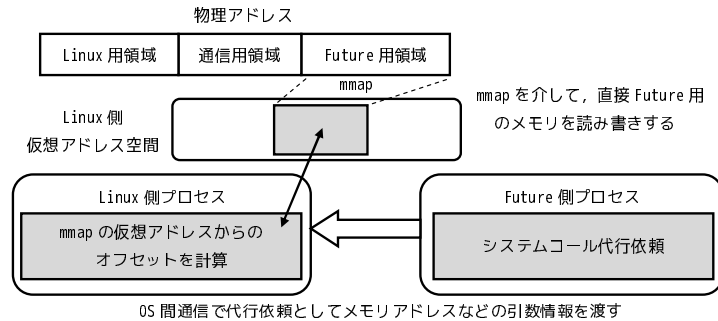 物理アドレス
Linux 用領域
通信用領域
Future 用領域
mmap
Linux 側
仮想アドレス空間
mmap を介して，直接 Future 用
のメモリを読み書きする
Linux 側プロセス
mmap の仮想アドレスからの
オフセットを計算
Future 側プロセス
システムコール代行依頼
OS 間通信で代行依頼としてメモリアドレスなどの引数情報を渡す